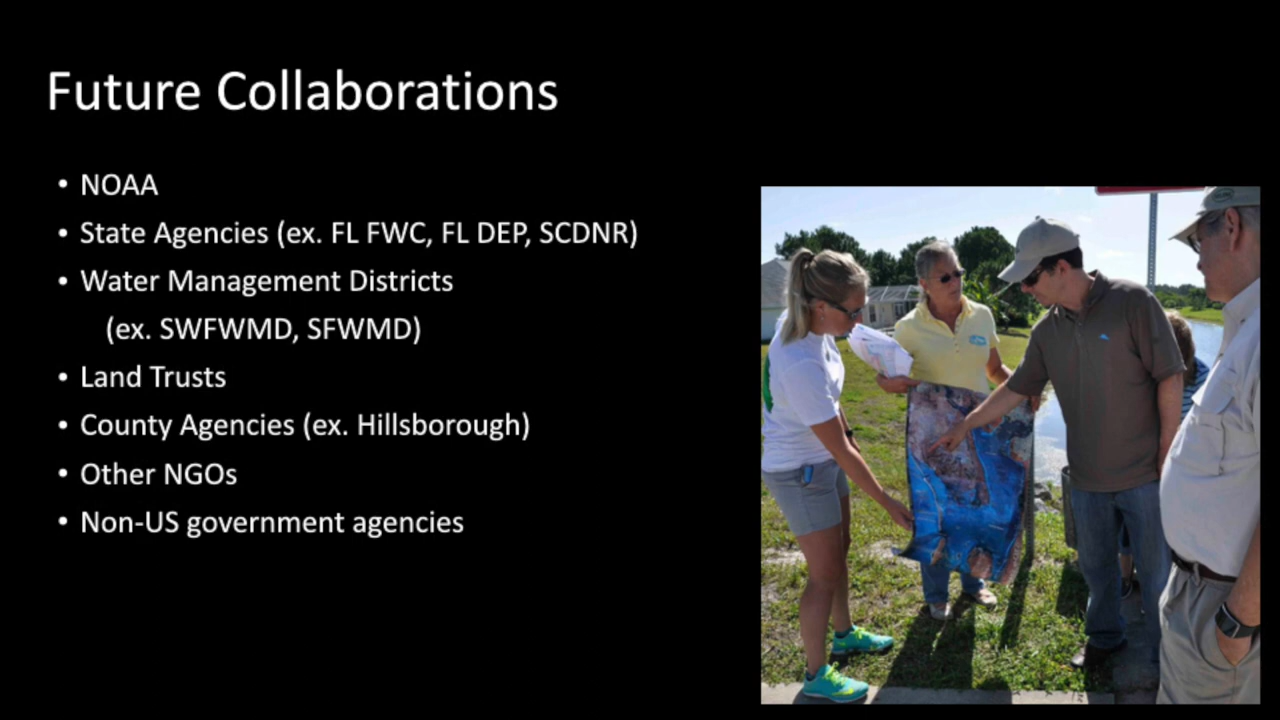 Future Collaborations
• NOAA
• State Agencies (ex. FL FWC, FL DEP, SCDNR)
• Water Management Districts
(ex. SWFWMD, SFWMD)
• Land Trusts
• County Agencies (ex. Hillsborough)
• Other NGOs
• Non-US government agencies